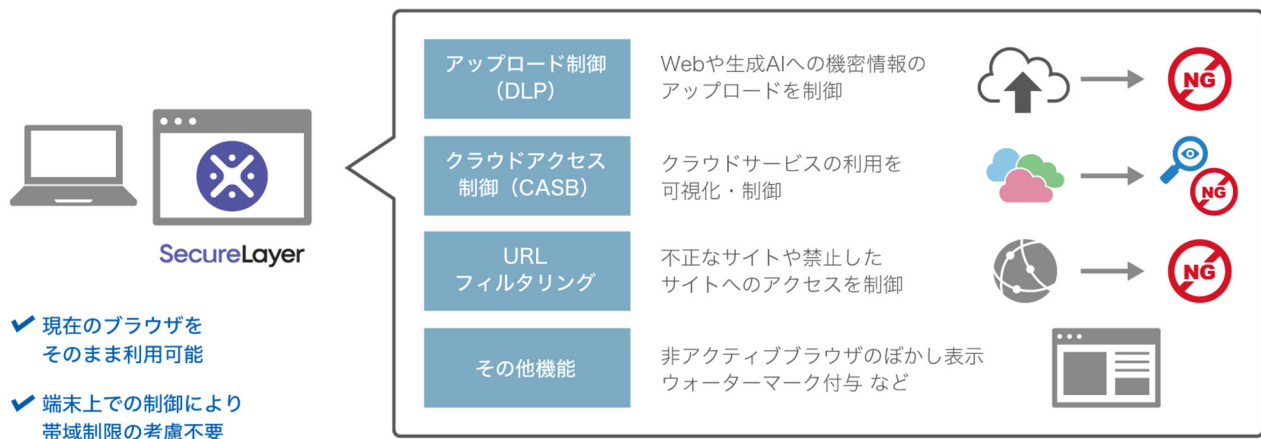 アップロード制御
（DLP）
Webや生成AIへの機密情報の
アップロードを制御
NG
クラウドアクセス
制御（CASB）
クラウドサービスの利用を
可視化・制御
NG
SecureLayer
URL
フィルタリング
不正なサイトや禁止した
サイトへのアクセスを制御
NG
現在のブラウザを
そのまま利用可能
その他機能
非アクティブブラウザのぼかし表示
ウォーターマーク付与 など
端末上での制御により
帯域制限の考慮不要